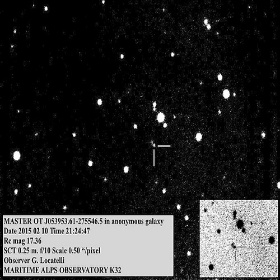 MASTER OT J053953.61-275546.5 in anonymous galaxy
Date 2015 02 10 Time 21:24:47
Rc mag 17.36
SCT 0.25 m. f/10 Scale 0.50 "/pixel
Observer G. Locatelli
MARITIME ALPS OBSERVATORY K32